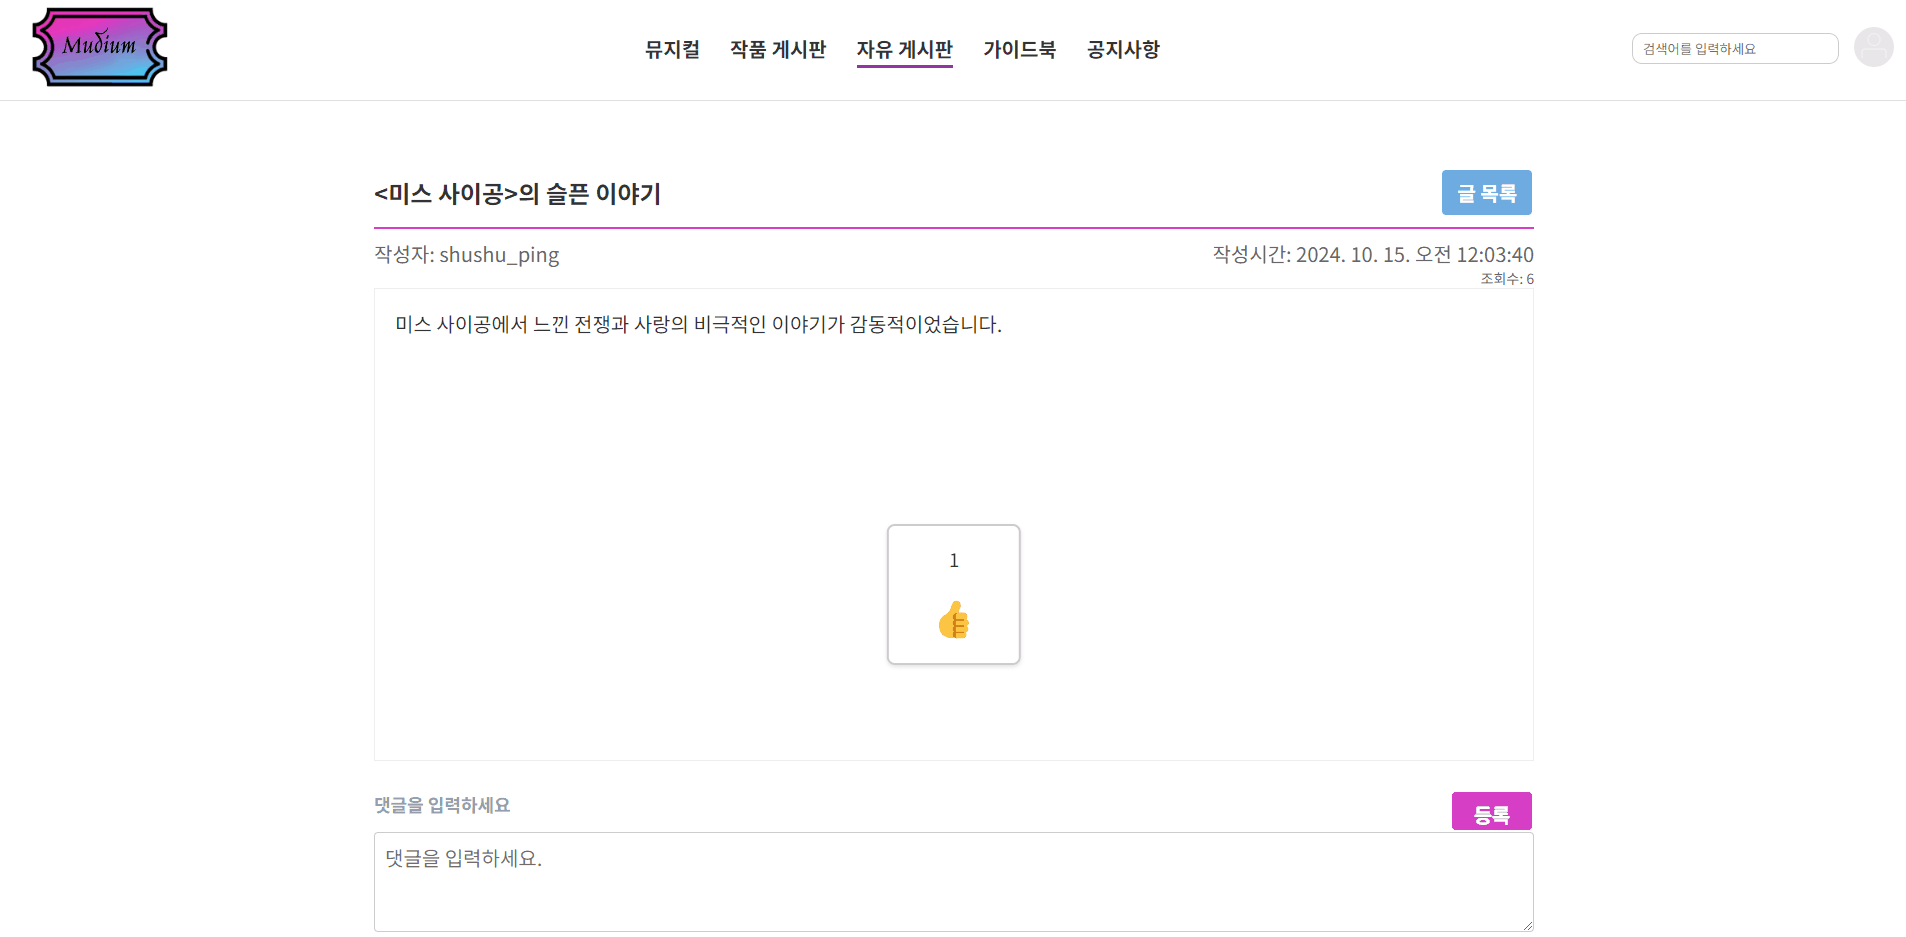 Mudium
뮤지컬 작품 게시판 자유 게시판 가이드북 공지사항
검색어를 입력하세요
<미스 사이공>의 슬픈 이야기
글 목록
작성자: shushu_ping
작성시간: 2024. 10. 15. 오전 12:03:40
조회수: 6
미스 사이공에서 느낀 전쟁과 사랑의 비극적인 이야기가 감동적이었습니다.
1
댓글을 입력하세요
등록
댓글을 입력하세요.